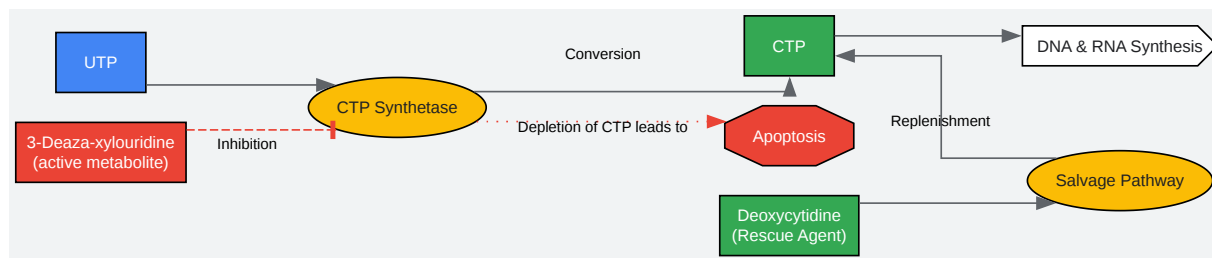 UTP
Conversion
CTP
DNA & RNA Synthesis
CTP Synthetase
3-Deaza-xylouridine
(active metabolite)
Inhibition
Depletion of CTP leads to
Apoptosis
Replenishment
Salvage Pathway
Deoxycytidine
(Rescue Agent)